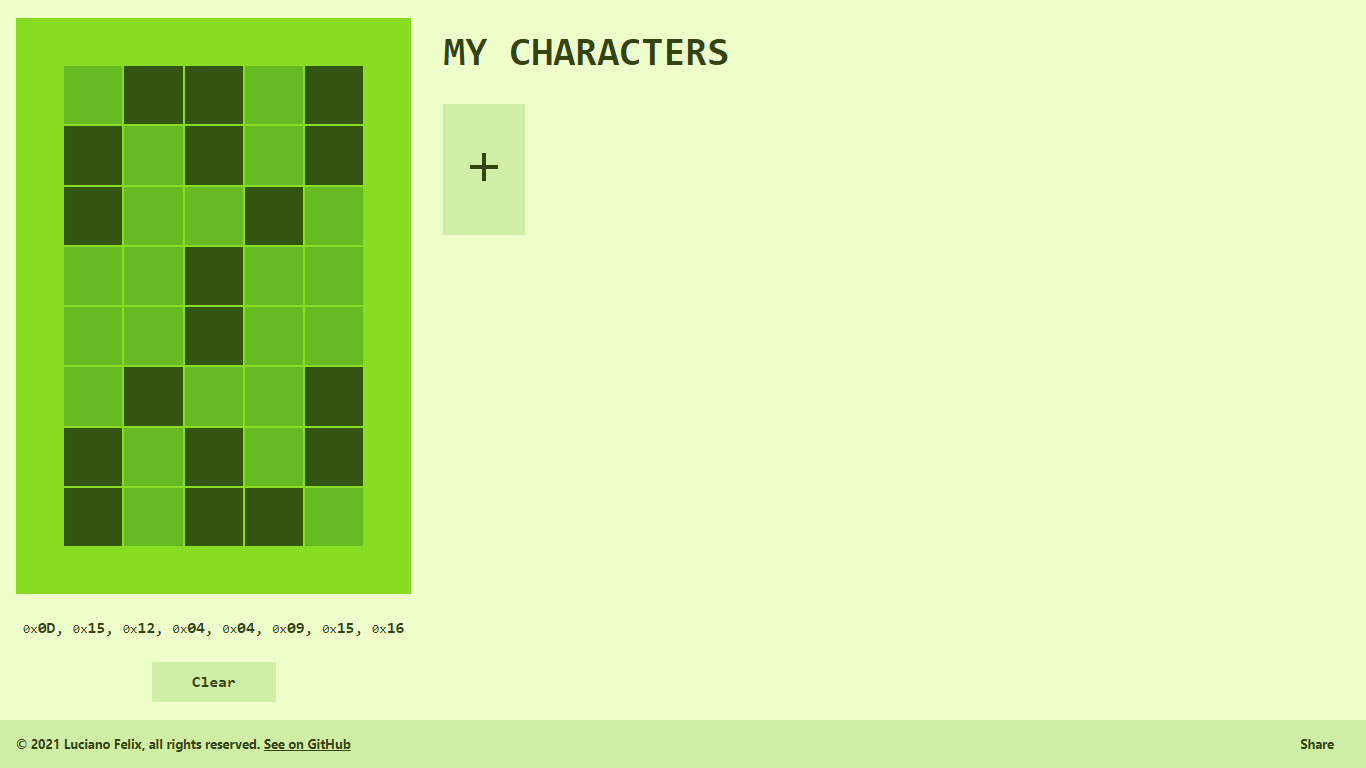 MY CHARACTERS
+
0x0D, 0x15, 0x12, 0x04, 0x04, 0x09, 0x15, 0x16
Clear
© 2021 Luciano Felix, all rights reserved. See on GitHub
Share